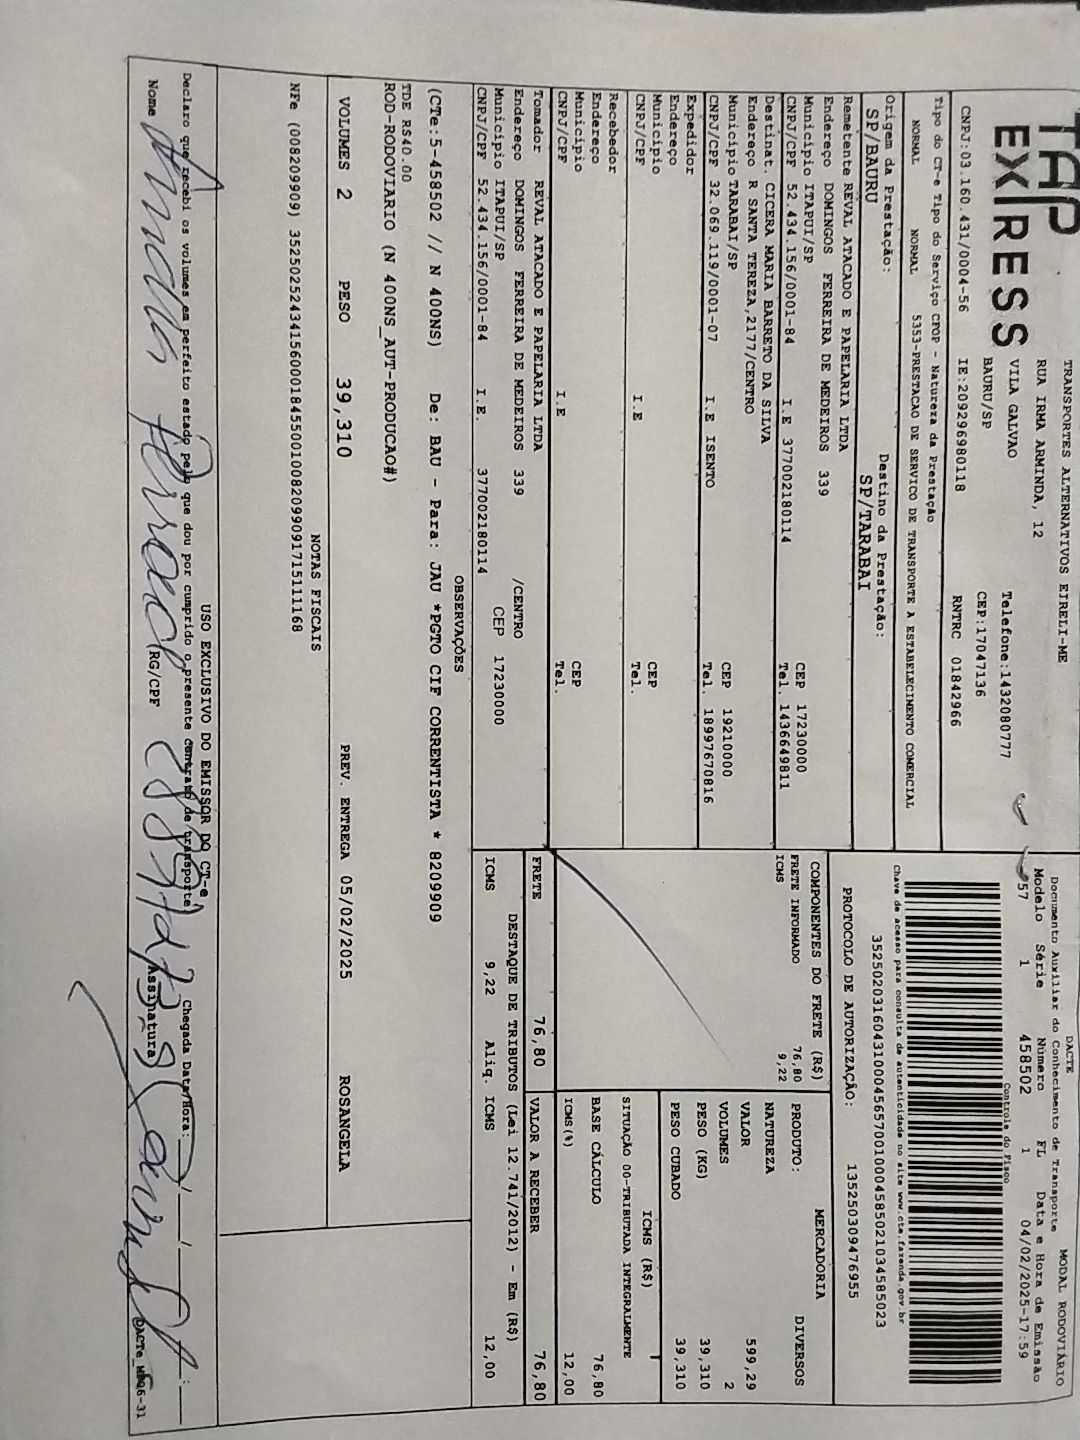 TAP EXPRESS
TRANSPORTES ALTERNATIVOS EIRELI-ME
RUA IRMA ARMINDA, 12
VILA GALVAO
Telefone:1432080777
BAURU/SP
CEP:17047136
CNPJ:03.160.431/0004-56 IE:209296980118 RNTRC 01842966
DACTE
MODAL RODOVIÁRIO
Documento Auxiliar do Conhecimento de Transporte
Modelo Série Número FL Data e Hora de Emissão
57 1 458502 1 04/02/2025-17:59
Controle do Fisco
Chave de acesso para consulta de autenticidade no site www.cte.fazenda.gov.br
35250203160431000456570010004585021034585023
PROTOCOLO DE AUTORIZAÇÃO: 135250309476955
Tipo do CT-e Tipo do Serviço CFOP - Natureza da Prestação
NORMAL NORMAL 5353-PRESTACAO DE SERVICO DE TRANSPORTE A ESTABELECIMENTO COMERCIAL
Origem da Prestação: Destino da Prestação:
SP/BAURU SP/TARABAI
Remetente REVAL ATACADO E PAPELARIA LTDA
Endereço DOMINGOS FERREIRA DE MEDEIROS 339
Município ITAPUI/SP CEP 17230000
CNPJ/CPF 52.434.156/0001-84 I.E 377002180114 Tel. 1436649811
Destinat. CICERA MARIA BARRETO DA SILVA
Endereço R SANTA TEREZA,2177/CENTRO
Município TARABAI/SP CEP 19210000
CNPJ/CPF 32.069.119/0001-07 I.E ISENTO Tel. 18997670816
Expedidor
Endereço
Município CEP
CNPJ/CPF I.E Tel.
Recebedor
Endereço
Município CEP
CNPJ/CPF I.E Tel.
Tomador REVAL ATACADO E PAPELARIA LTDA
Endereço DOMINGOS FERREIRA DE MEDEIROS 339 /CENTRO
Município ITAPUI/SP CEP 17230000
CNPJ/CPF 52.434.156/0001-84 I.E. 377002180114
COMPONENTES DO FRETE (R$)
FRETE INFORMADO 76,80
ICMS 9,22
MERCADORIA
PRODUTO: DIVERSOS
NATUREZA
VALOR 599,29
VOLUMES 2
PESO (KG) 39,310
PESO CUBADO 39,310
ICMS (R$)
SITUAÇÃO 00-TRIBUTADA INTEGRALMENTE
BASE CÁLCULO 76,80
ICMS(%) 12,00
FRETE 76,80 VALOR A RECEBER 76,80
DESTAQUE DE TRIBUTOS (Lei 12.741/2012) - Em (R$)
ICMS 9,22 Aliq. ICMS 12,00
OBSERVAÇÕES
(CTe:5-458502 // N 400NS) De: BAU - Para: JAU *PGTO CIF CORRENTISTA * 8209909
TDE R$40.00
ROD-RODOVIARIO (N 400NS_AUT-PRODUCAO#)
VOLUMES 2 PESO 39,310 PREV. ENTREGA 05/02/2025 ROSANGELA
NOTAS FISCAIS
NFe (008209909) 35250252434156000184550010082099091715111168
USO EXCLUSIVO DO EMISSOR DO CT-e
Declaro que recebi os volumes em perfeito estado pelo que dou por cumprido o presente contrato de transporte Chegada Data/Hora: / / :
Nome Amanda RG/CPF Assinatura